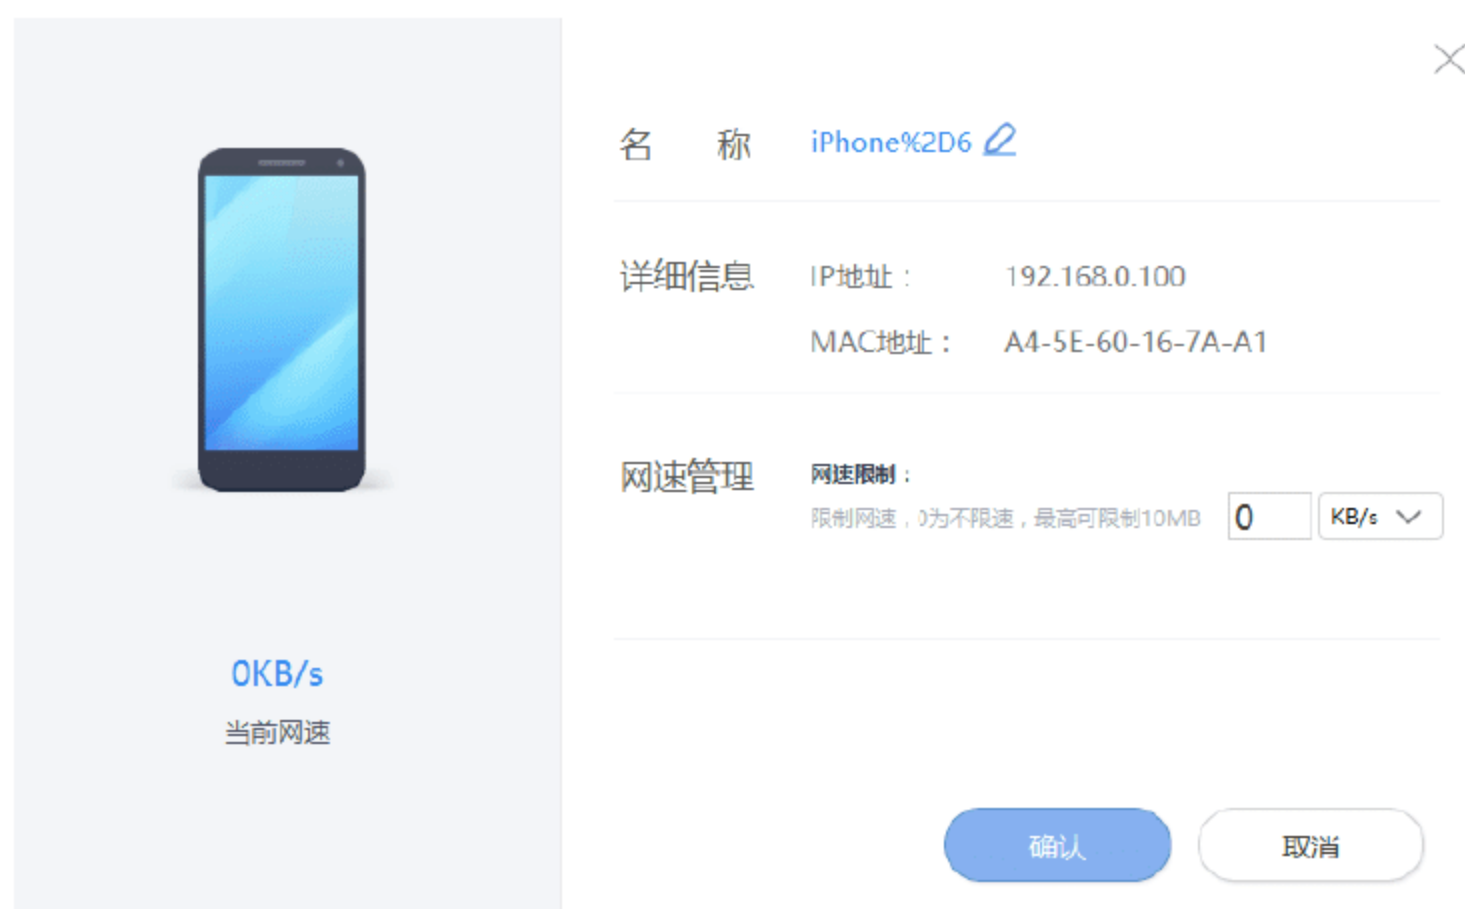 名 称 iPhone%2D6
详细信息 IP地址： 192.168.0.100
MAC地址： A4-5E-60-16-7A-A1
网速管理 网速限制：
限制网速，0为不限速，最高可限制10MB 0 KB/s
0KB/s
当前网速
确认 取消